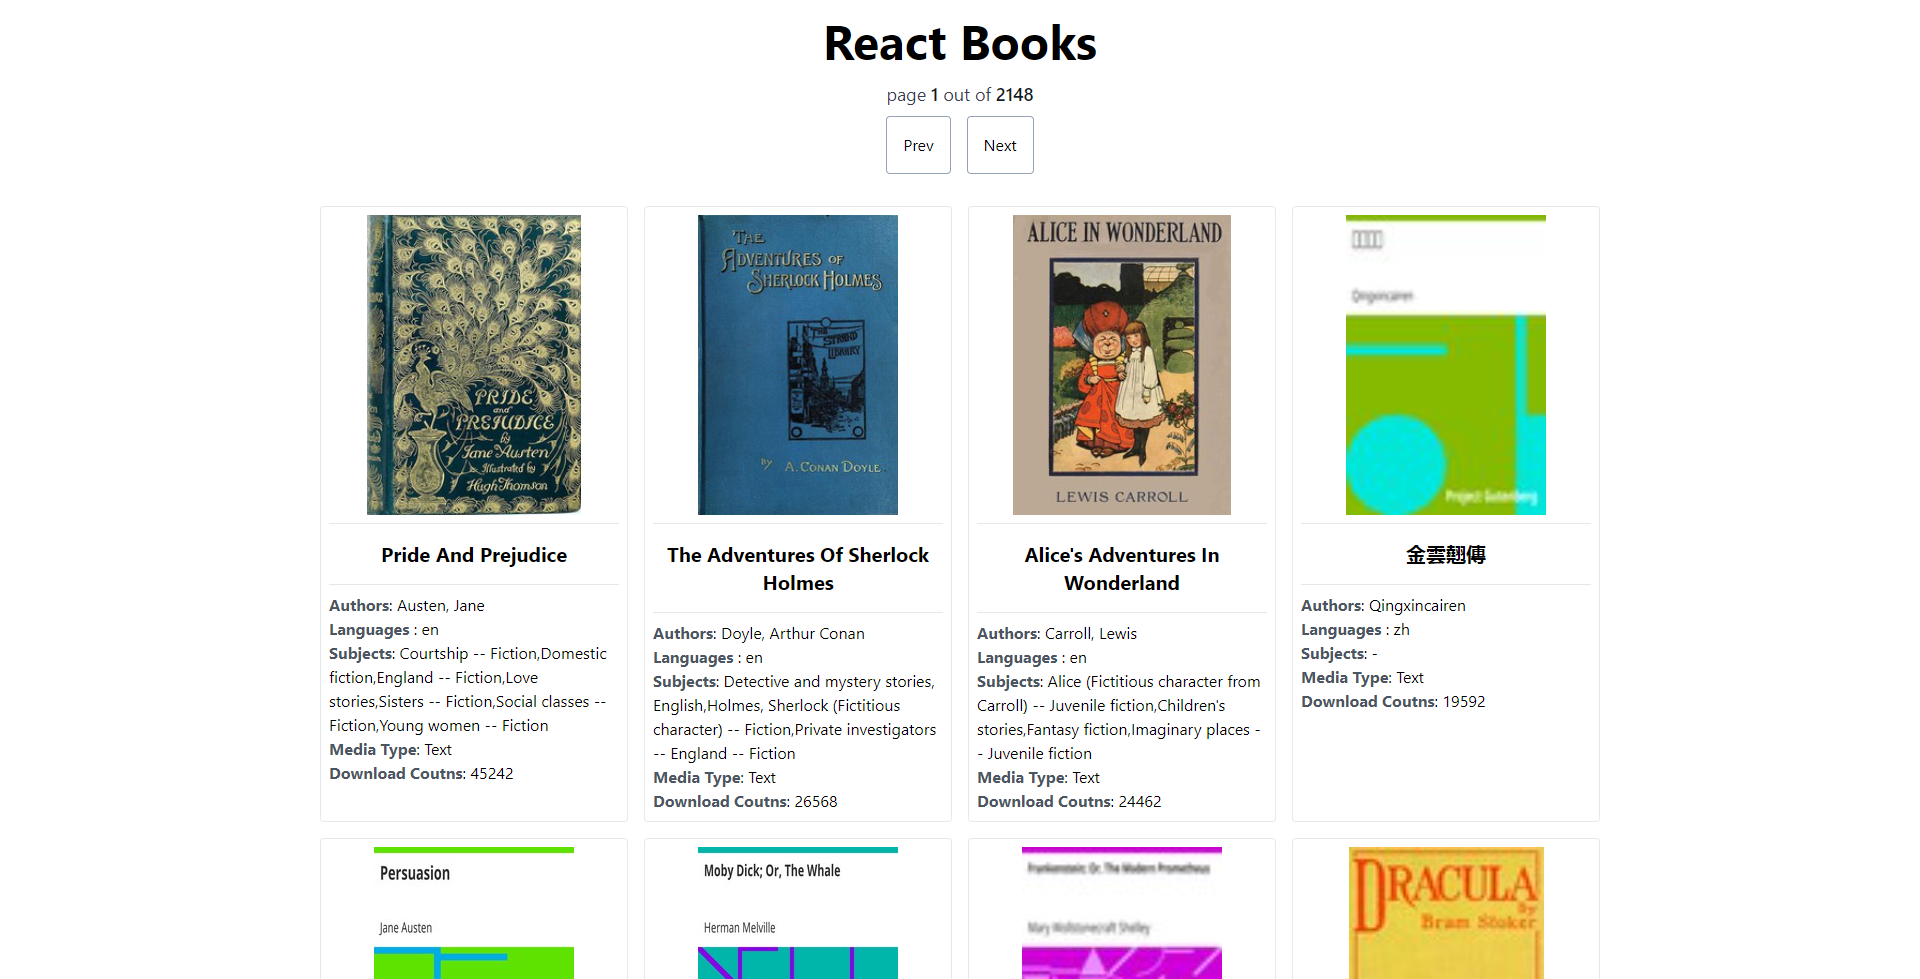 React Books
page 1 out of 2148
Prev
Next
THE
ADVENTURES OF
SHERLOCK HOLMES
THE
STRAND
LIBRARY
BY A. CONAN DOYLE
PRIDE
and
PREJUDICE
by
Jane Austen
Illustrated by
Hugh Thomson
ALICE IN WONDERLAND
LEWIS CARROLL
Qingxincairen
Project Gutenberg
Pride And Prejudice
Authors: Austen, Jane
Languages : en
Subjects: Courtship -- Fiction,Domestic
fiction,England -- Fiction,Love
stories,Sisters -- Fiction,Social classes --
Fiction,Young women -- Fiction
Media Type: Text
Download Coutns: 45242
The Adventures Of Sherlock
Holmes
Authors: Doyle, Arthur Conan
Languages : en
Subjects: Detective and mystery stories,
English,Holmes, Sherlock (Fictitious
character) -- Fiction,Private investigators
-- England -- Fiction
Media Type: Text
Download Coutns: 26568
Alice's Adventures In
Wonderland
Authors: Carroll, Lewis
Languages : en
Subjects: Alice (Fictitious character from
Carroll) -- Juvenile fiction,Children's
stories,Fantasy fiction,Imaginary places -
- Juvenile fiction
Media Type: Text
Download Coutns: 24462
金雲翹傳
Authors: Qingxincairen
Languages : zh
Subjects: -
Media Type: Text
Download Coutns: 19592
Persuasion
Jane Austen
Moby Dick; Or, The Whale
Herman Melville
Frankenstein; Or, The Modern Prometheus
Mary Wollstonecraft Shelley
DRACULA
By
Bram Stoker